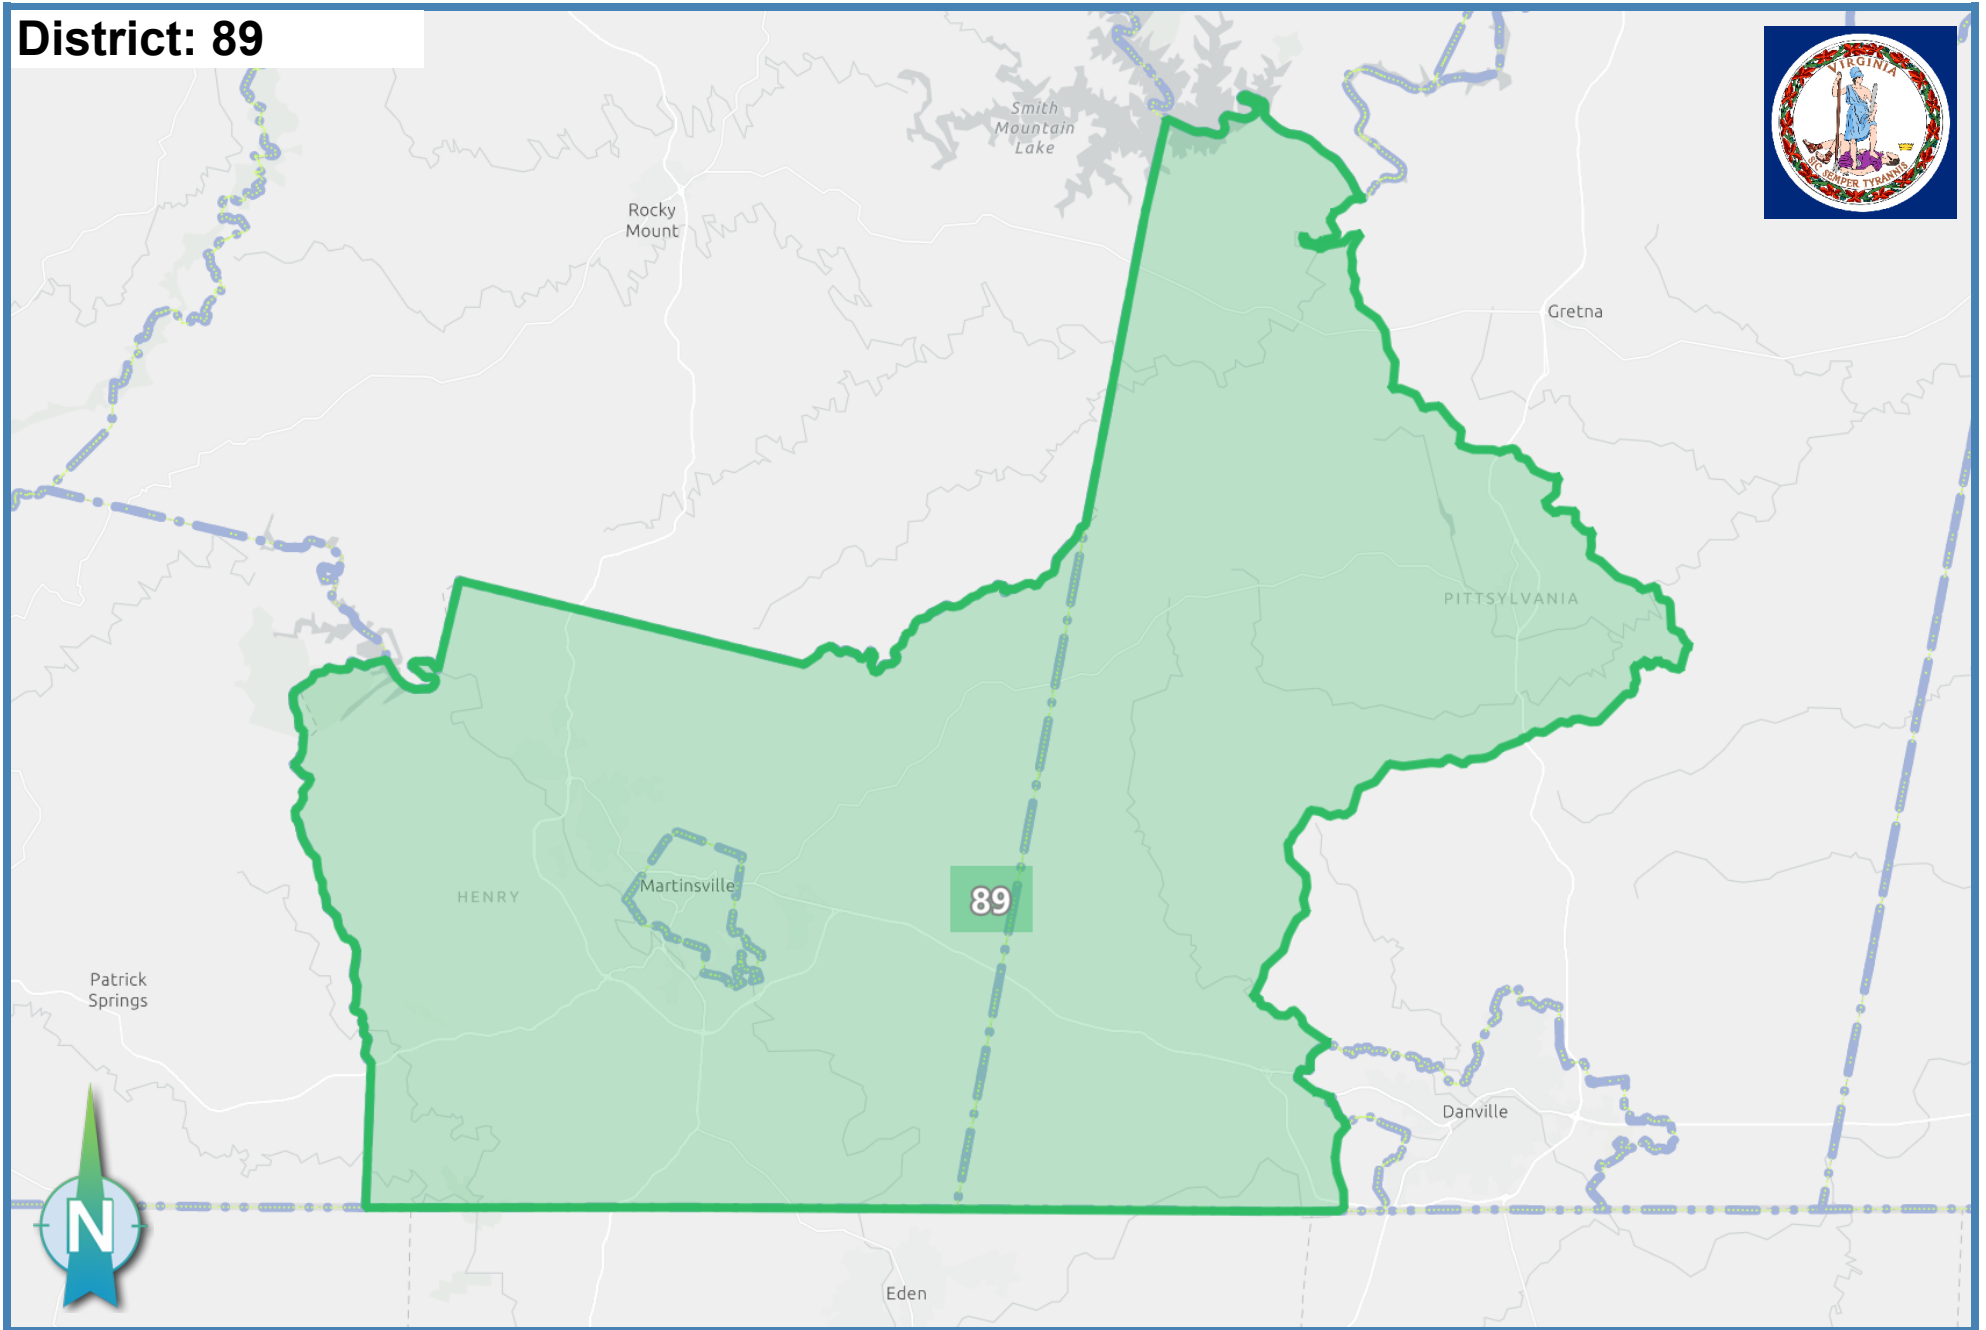 District: 89
VIRGINIA
SIC SEMPER TYRANNIS
Smith
Mountain
Lake
Rocky
Mount
Gretna
PITTSYLVANIA
Martinsville
HENRY
89
Patrick
Springs
Danville
N
Eden